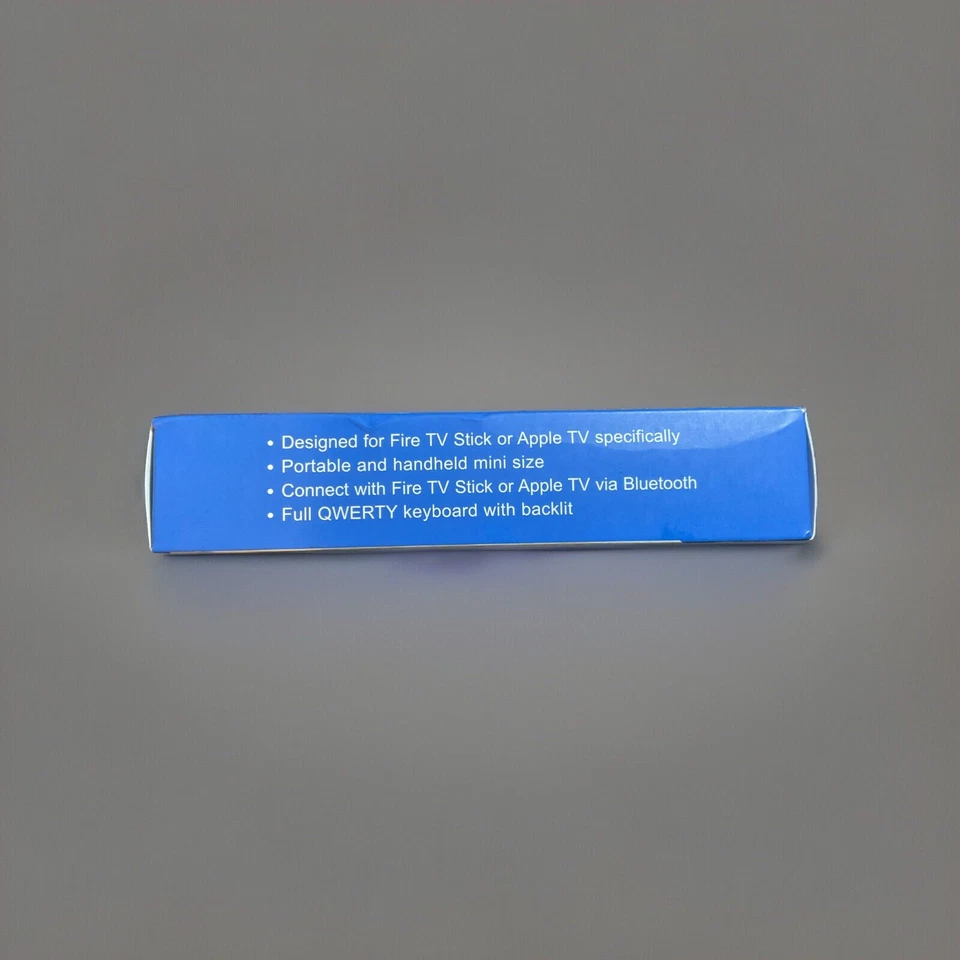 • Designed for Fire TV Stick or Apple TV specifically
• Portable and handheld mini size
• Connect with Fire TV Stick or Apple TV via Bluetooth
• Full QWERTY keyboard with backlit